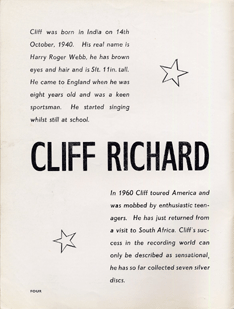 Cliff was born in India on 14th
October, 1940. His real name is
Harry Roger Webb, he has brown
eyes and hair and is 5ft. 11in. tall.
He came to England when he was
eight years old and was a keen
sportsman. He started singing
whilst still at school.
CLIFF RICHARD
In 1960 Cliff toured America and
was mobbed by enthusiastic teen-
agers. He has just returned from
a visit to South Africa. Cliff's suc-
cess in the recording world can
only be described as sensational,
he has so far collected seven silver
discs.
FOUR